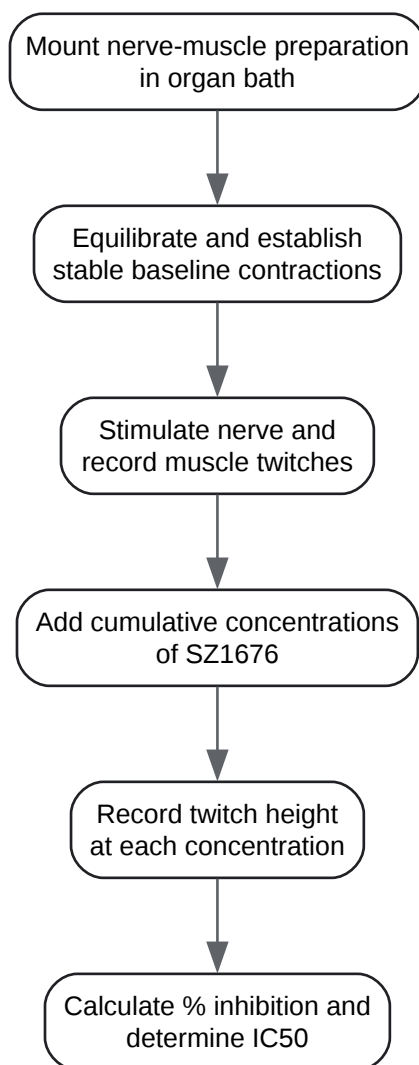 Mount nerve-muscle preparation
in organ bath
Equilibrate and establish
stable baseline contractions
Stimulate nerve and
record muscle twitches
Add cumulative concentrations
of SZ1676
Record twitch height
at each concentration
Calculate % inhibition and
determine IC50